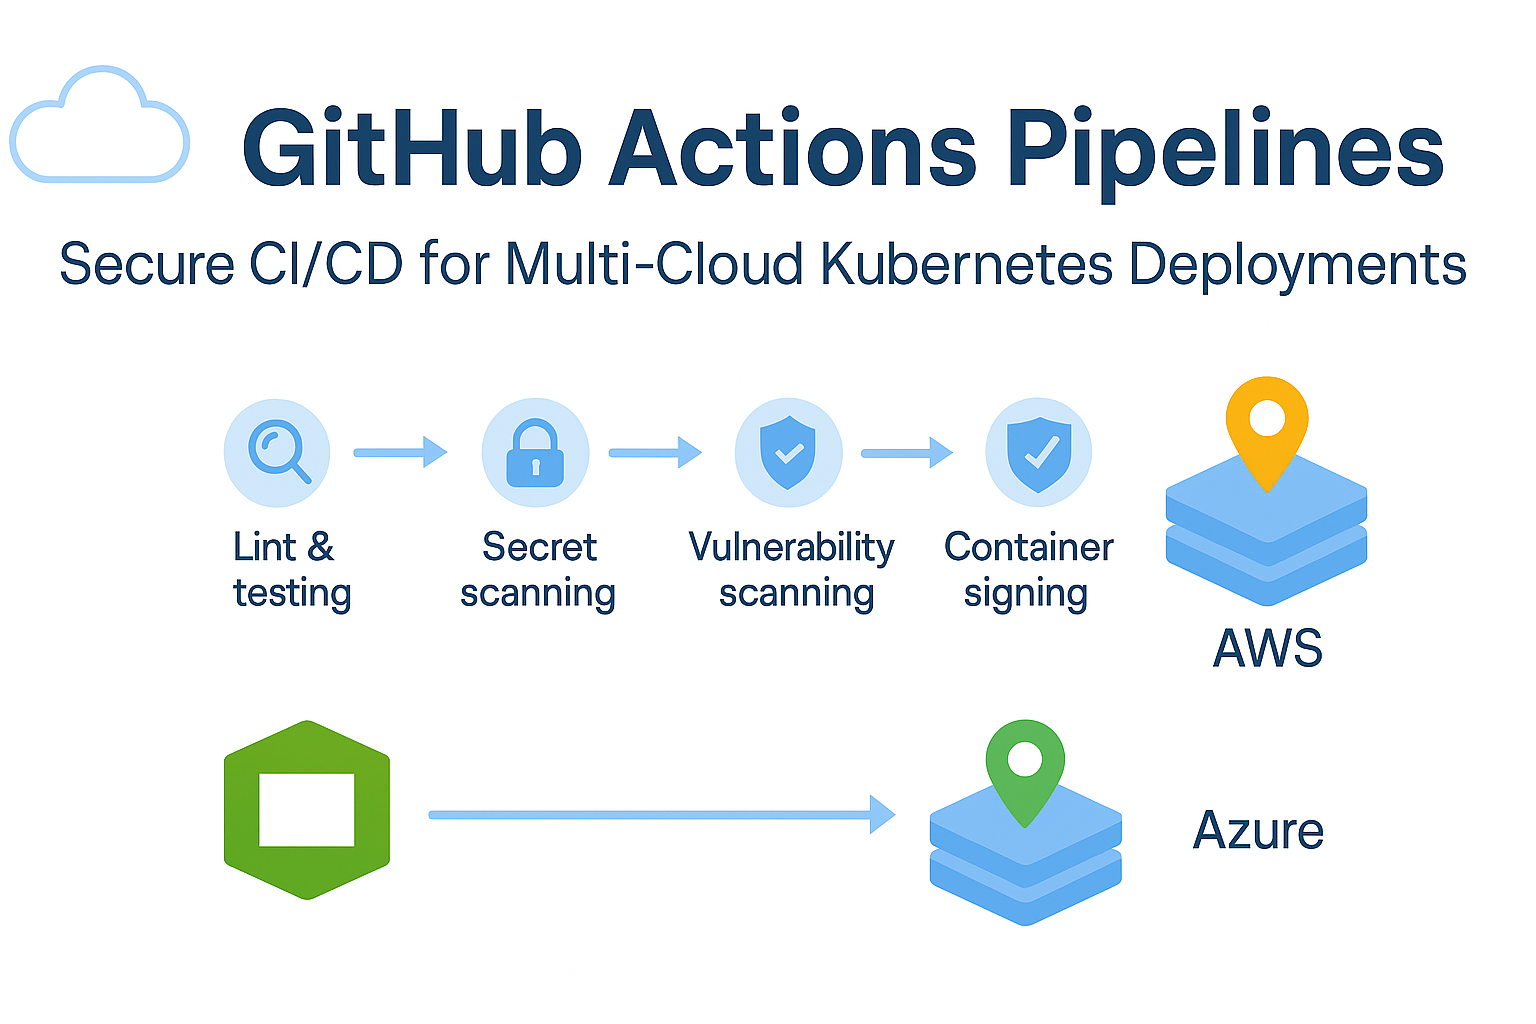 GitHub Actions Pipelines
Secure CI/CD for Multi-Cloud Kubernetes Deployments
Lint &
testing
Secret
scanning
Vulnerability
scanning
Container
signing
AWS
Azure